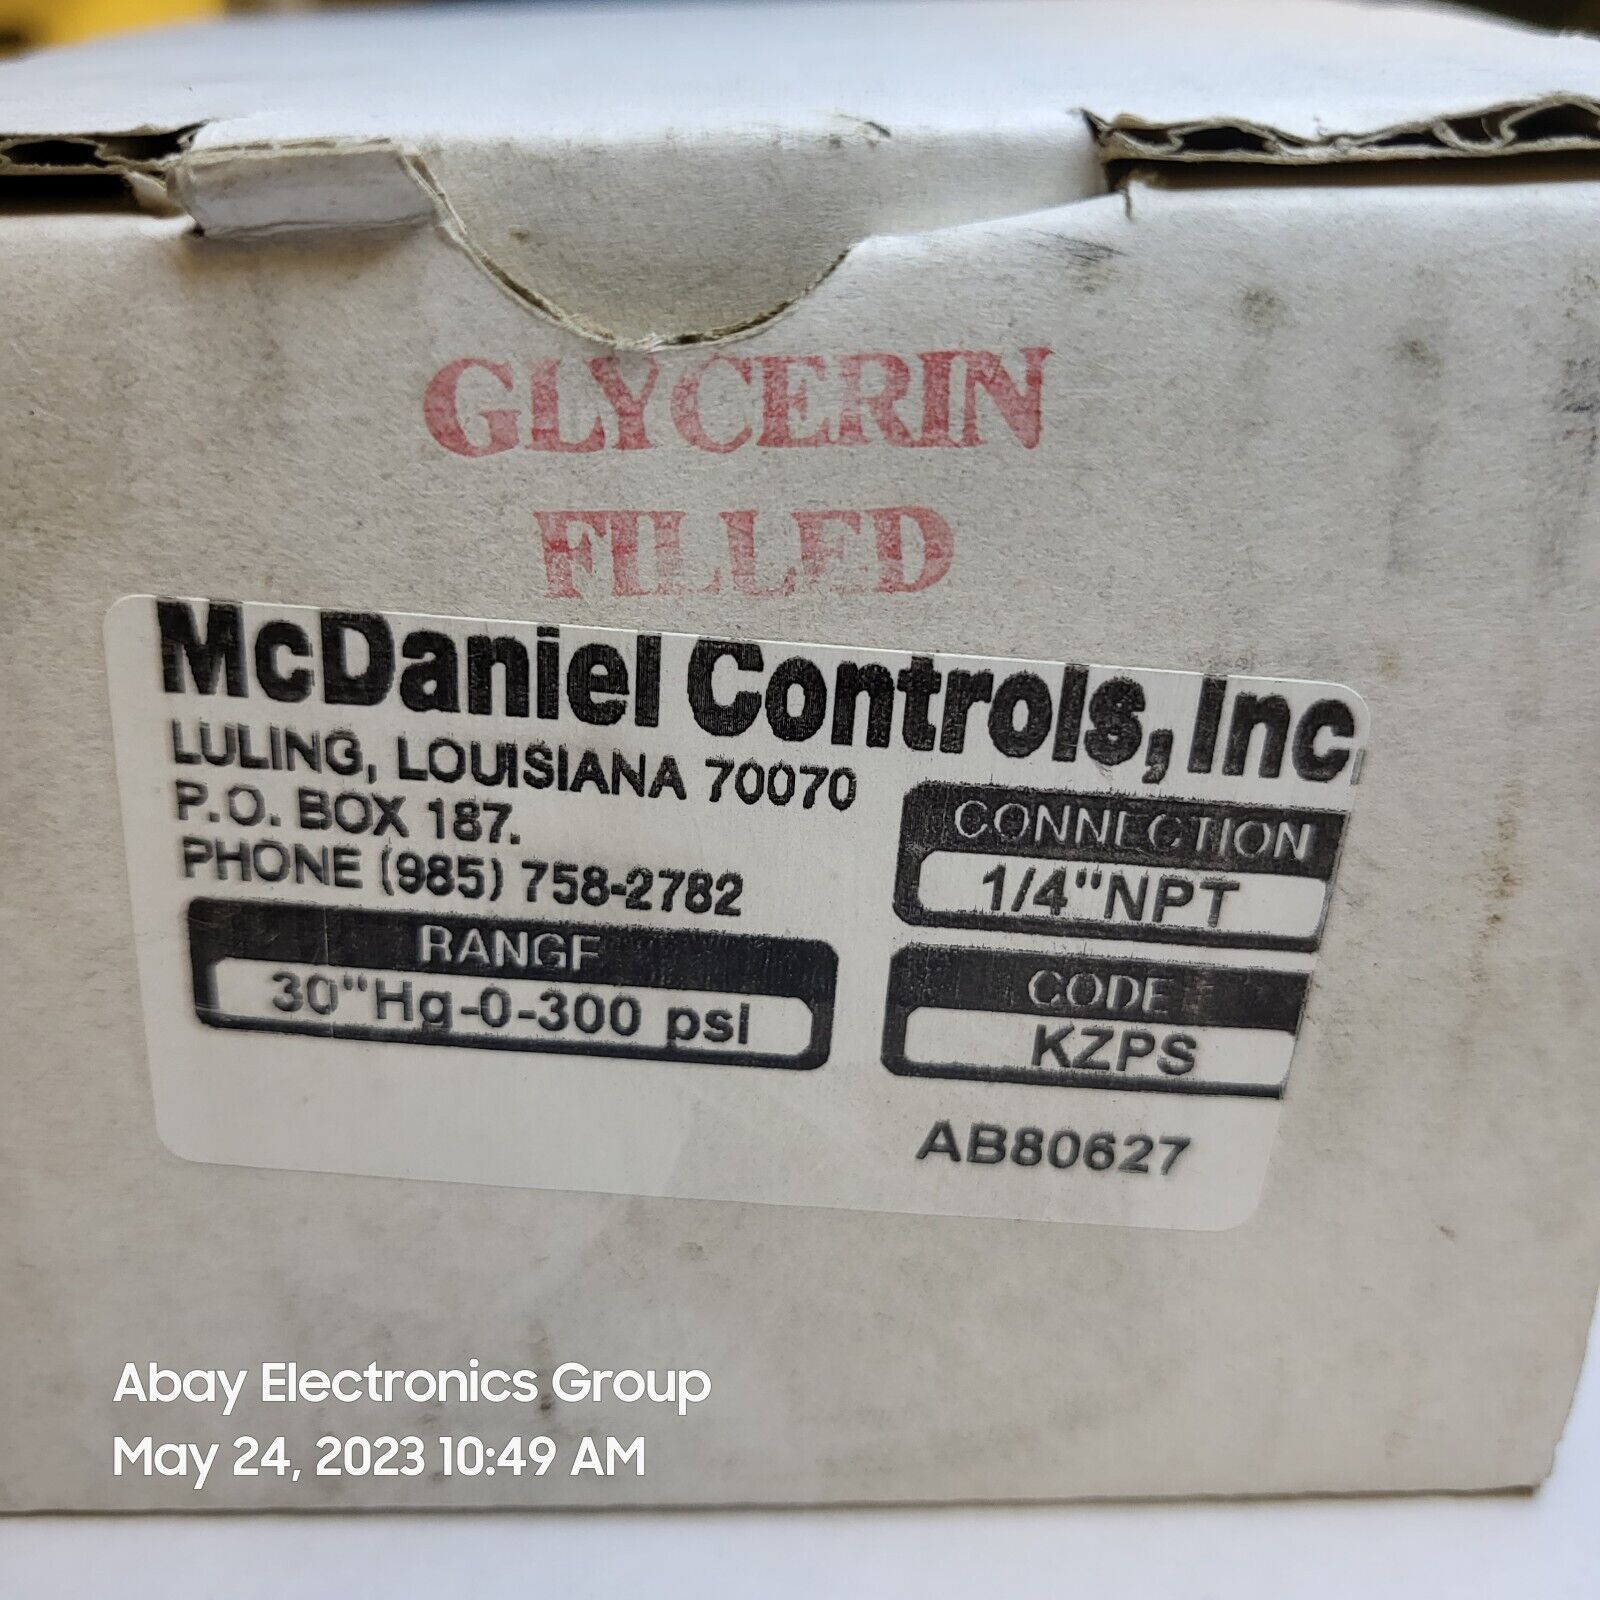 GLYCERIN
FILLED
McDaniel Controls, Inc.
LULING, LOUISIANA 70070
P.O. BOX 187.
PHONE (985) 758-2782
CONNECTION
1/4"NPT
RANGE
30"Hg-0-300 psi
CODE
KZPS
AB80627
Abay Electronics Group
May 24, 2023 10:49 AM